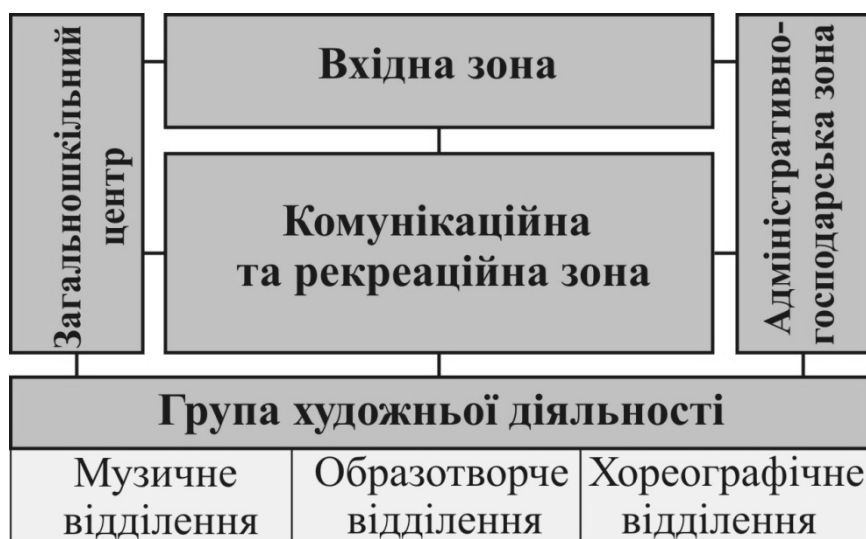 Загальношкільний
центр
Вхідна зона
Комунікаційна
та рекреаційна зона
Адміністративно-
господарська зона
Група художньої діяльності
Музичне
відділення
Образотворче
відділення
Хореографічне
відділення